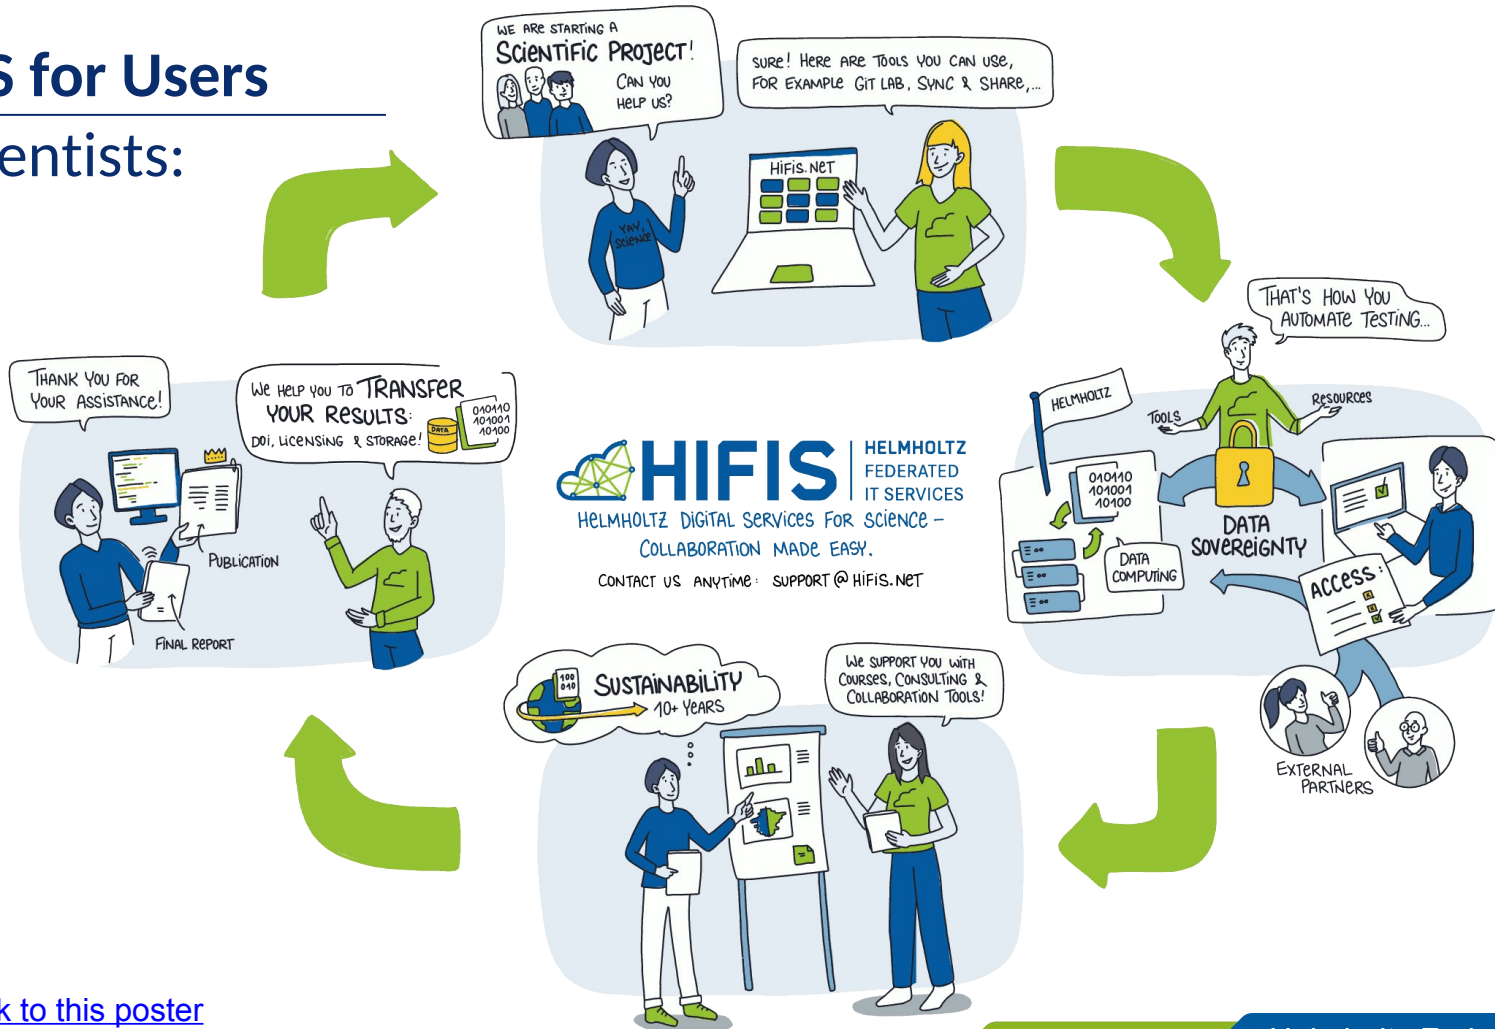 S for Users
entists:
WE ARE STARTING A
SCIENTIFIC PROJECT!
CAN YOU
HELP US?
SURE! HERE ARE TOOLS YOU CAN USE,
FOR EXAMPLE GIT LAB, SYNC & SHARE,...
HIFIS.NET
YAY,
SCIENCE
THAT'S HOW YOU
AUTOMATE TESTING...
HELMHOLTZ
TOOLS
RESOURCES
010110
101001
10100
DATA
COMPUTING
DATA
SOVEREIGNTY
ACCESS:
EXTERNAL
PARTNERS
THANK YOU FOR
YOUR ASSISTANCE!
WE HELP YOU TO TRANSFER
YOUR RESULTS:
DOI, LICENSING & STORAGE!
DATA
010110
101001
10100
PUBLICATION
FINAL REPORT
HIFIS
HELMHOLTZ
FEDERATED
IT SERVICES
HELMHOLTZ DIGITAL SERVICES FOR SCIENCE –
COLLABORATION MADE EASY.
CONTACT US ANYTIME: SUPPORT@HIFIS.NET
100
010
SUSTAINABILITY
10+ YEARS
WE SUPPORT YOU WITH
COURSES, CONSULTING &
COLLABORATION TOOLS!
k to this poster